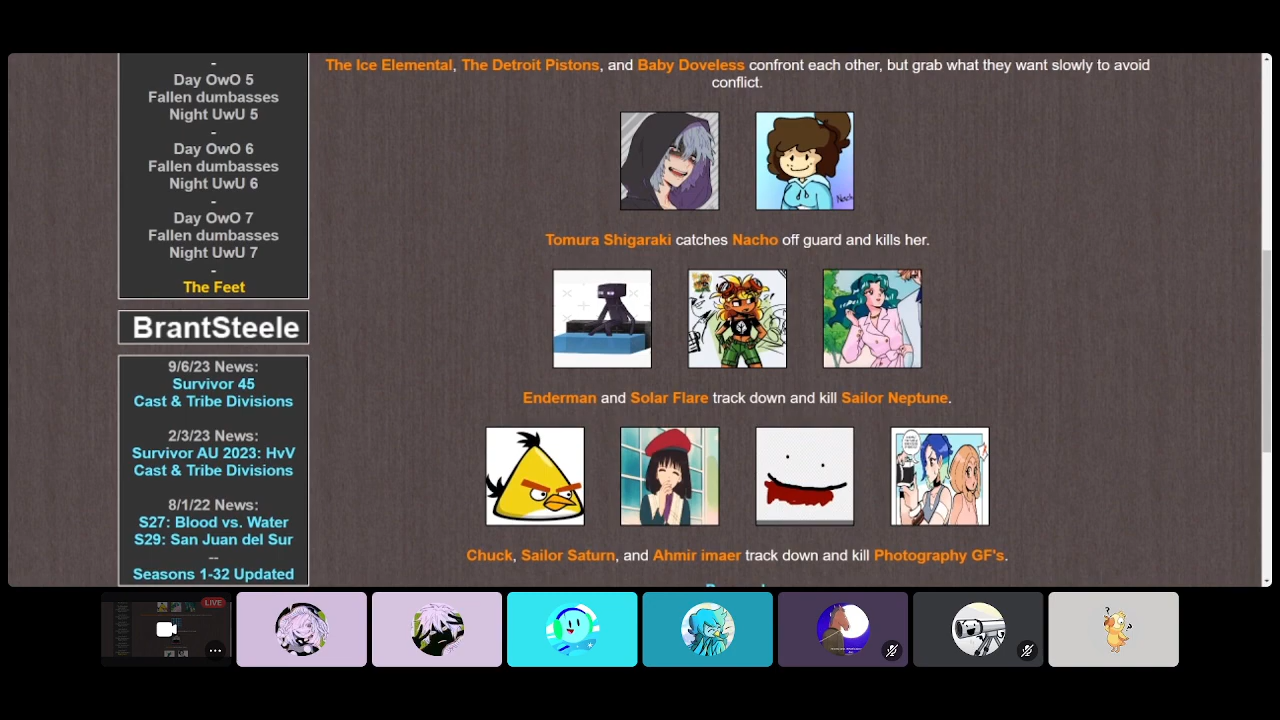 -
Day OwO 5
Fallen dumbasses
Night UwU 5
-
Day OwO 6
Fallen dumbasses
Night UwU 6
-
Day OwO 7
Fallen dumbasses
Night UwU 7
-
The Feet
BrantSteele
9/6/23 News:
Survivor 45
Cast & Tribe Divisions
2/3/23 News:
Survivor AU 2023: HvV
Cast & Tribe Divisions
8/1/22 News:
S27: Blood vs. Water
S29: San Juan del Sur
--
Seasons 1-32 Updated
The Ice Elemental, The Detroit Pistons, and Baby Doveless confront each other, but grab what they want slowly to avoid
conflict.
Tomura Shigaraki catches Nacho off guard and kills her.
Enderman and Solar Flare track down and kill Sailor Neptune.
Chuck, Sailor Saturn, and Ahmir imaer track down and kill Photography GF's.
LIVE